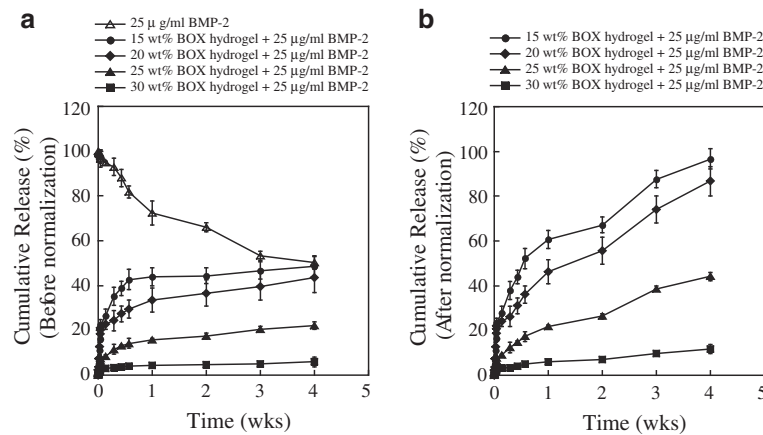 a
25 μ g/ml BMP-2
15 wt% BOX hydrogel + 25 μg/ml BMP-2
20 wt% BOX hydrogel + 25 μg/ml BMP-2
25 wt% BOX hydrogel + 25 μg/ml BMP-2
30 wt% BOX hydrogel + 25 μg/ml BMP-2
Cumulative Release (%)
(Before normalization)
120
100
80
60
40
20
0
0 1 2 3 4 5
Time (wks)
b
15 wt% BOX hydrogel + 25 μg/ml BMP-2
20 wt% BOX hydrogel + 25 μg/ml BMP-2
25 wt% BOX hydrogel + 25 μg/ml BMP-2
30 wt% BOX hydrogel + 25 μg/ml BMP-2
Cumulative Release (%)
(After normalization)
120
100
80
60
40
20
0
0 1 2 3 4 5
Time (wks)